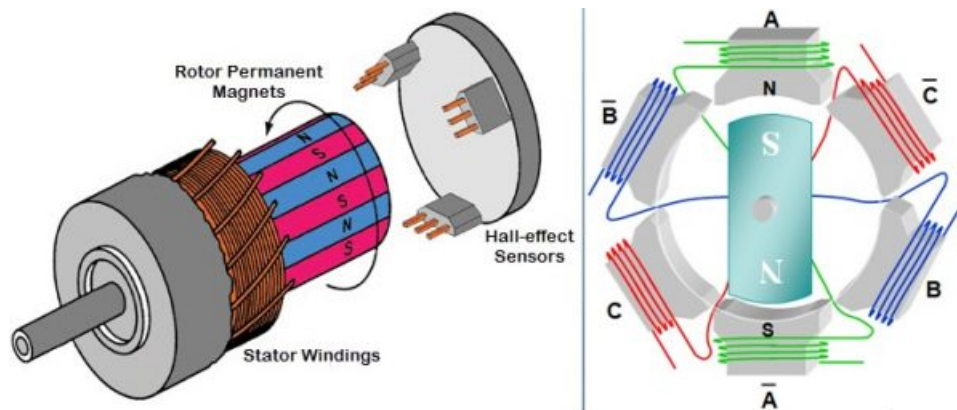 Rotor Permanent
Magnets
N
S
N
S
N
S
Hall-effect
Sensors
Stator Windings
A
N
B̅
C̅
S
N
C
B
S
A̅